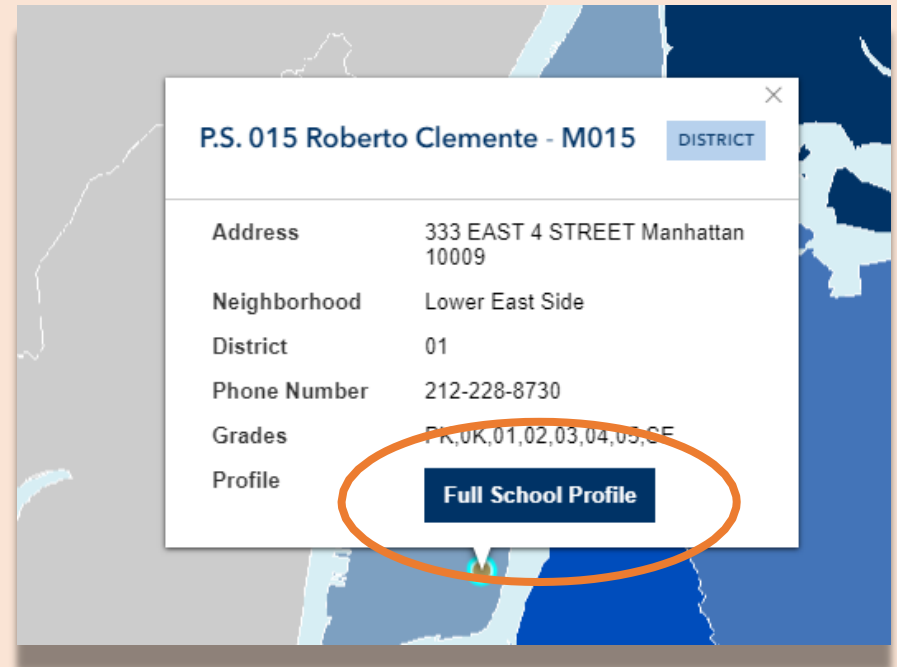 P.S. 015 Roberto Clemente - M015 DISTRICT
Address 333 EAST 4 STREET Manhattan
10009
Neighborhood Lower East Side
District 01
Phone Number 212-228-8730
Grades PK,0K,01,02,03,04,05,SE
Profile Full School Profile